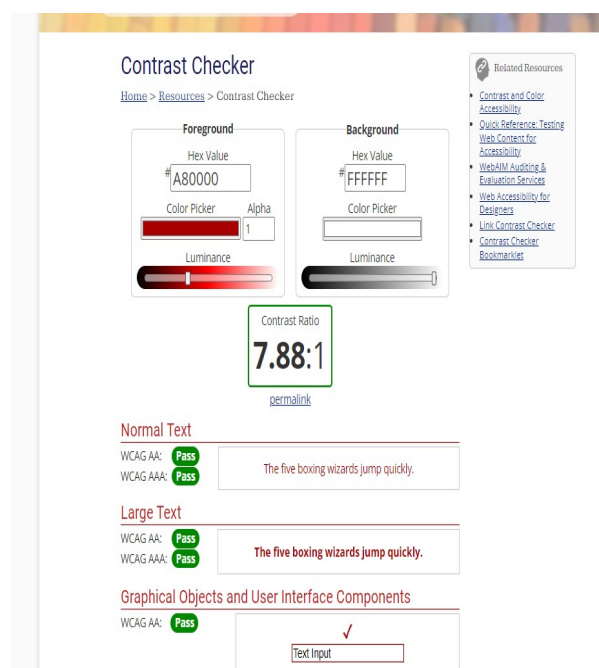 Contrast Checker
Home > Resources > Contrast Checker
Foreground
Hex Value
# A80000
Color Picker Alpha
1
Luminance
Background
Hex Value
# FFFFFF
Color Picker
Luminance
Contrast Ratio
7.88:1
permalink
Normal Text
WCAG AA: Pass
WCAG AAA: Pass
The five boxing wizards jump quickly.
Large Text
WCAG AA: Pass
WCAG AAA: Pass
The five boxing wizards jump quickly.
Graphical Objects and User Interface Components
WCAG AA: Pass
Text Input
Related Resources
Contrast and Color
Accessibility
Quick Reference: Testing
Web Content for
Accessibility
WebAIM Auditing &
Evaluation Services
Web Accessibility for
Designers
Link Contrast Checker
Contrast Checker
Bookmarklet